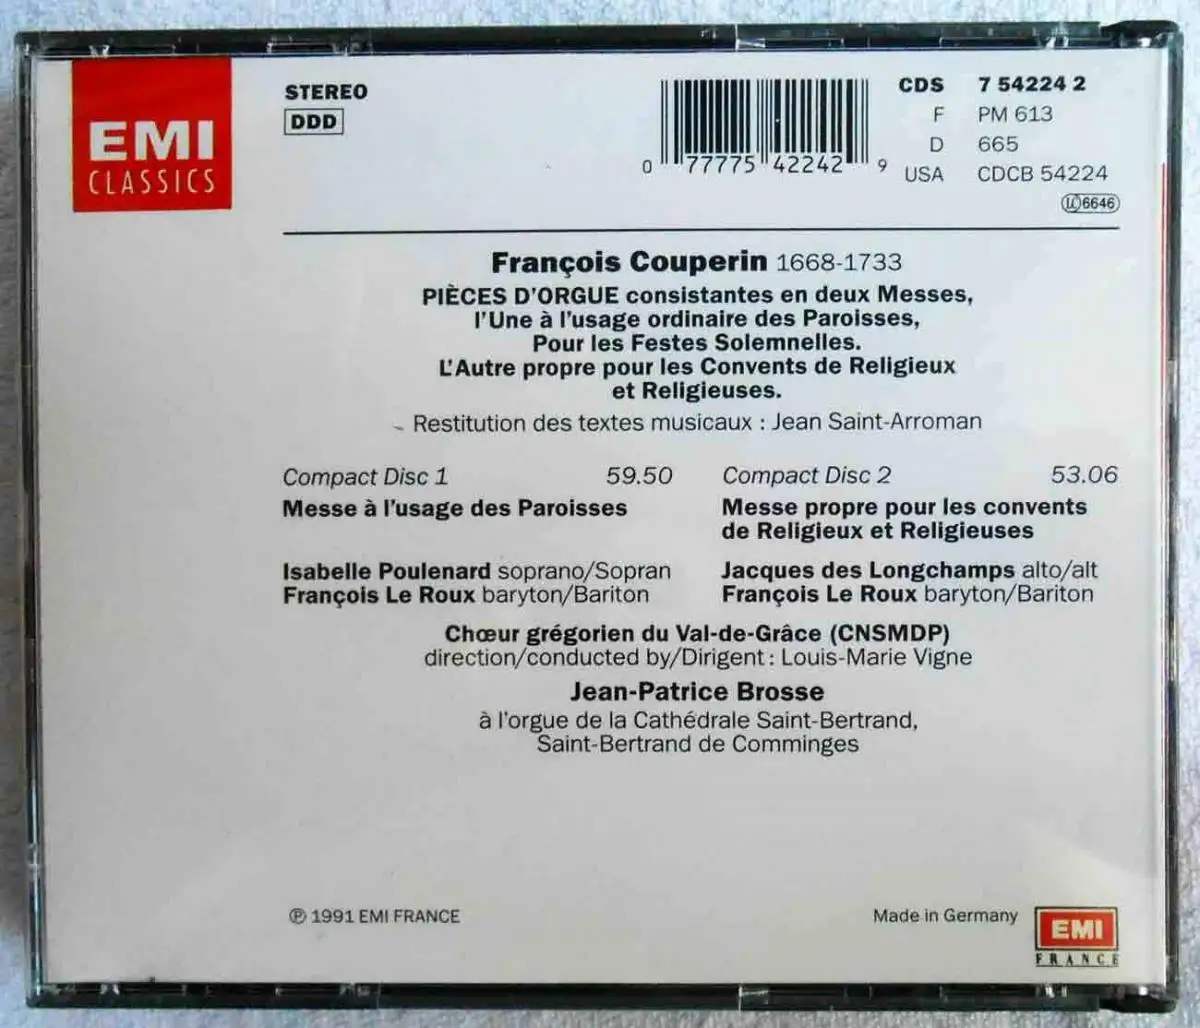 EMI
CLASSICS
STEREO
DDD
0 77775 42242 9
CDS 7 54224 2
F PM 613
D 665
USA CDCB 54224
LC 6646
François Couperin 1668-1733
PIÈCES D'ORGUE consistantes en deux Messes,
l'Une à l'usage ordinaire des Paroisses,
Pour les Festes Solemnelles.
L'Autre propre pour les Convents de Religieux
et Religieuses.
Restitution des textes musicaux : Jean Saint-Arroman
Compact Disc 1 59.50
Messe à l'usage des Paroisses
Isabelle Poulenard soprano/Sopran
François Le Roux baryton/Bariton
Compact Disc 2 53.06
Messe propre pour les convents
de Religieux et Religieuses
Jacques des Longchamps alto/alt
François Le Roux baryton/Bariton
Chœur grégorien du Val-de-Grâce (CNSMDP)
direction/conducted by/Dirigent : Louis-Marie Vigne
Jean-Patrice Brosse
à l'orgue de la Cathédrale Saint-Bertrand,
Saint-Bertrand de Comminges
℗ 1991 EMI FRANCE
Made in Germany
EMI
FRANCE